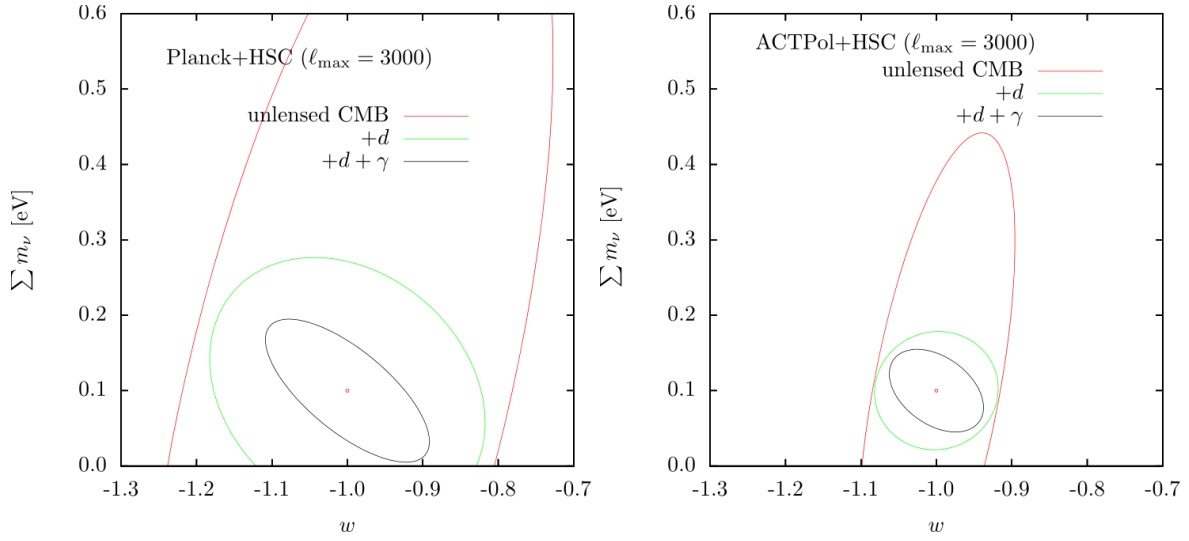 Planck+HSC (ℓmax = 3000)
unlensed CMB
+d
+d + γ
0.6
0.5
0.4
0.3
0.2
0.1
0.0
∑ mν [eV]
-1.3 -1.2 -1.1 -1.0 -0.9 -0.8 -0.7
w
ACTPol+HSC (ℓmax = 3000)
unlensed CMB
+d
+d + γ
0.6
0.5
0.4
0.3
0.2
0.1
0.0
∑ mν [eV]
-1.3 -1.2 -1.1 -1.0 -0.9 -0.8 -0.7
w